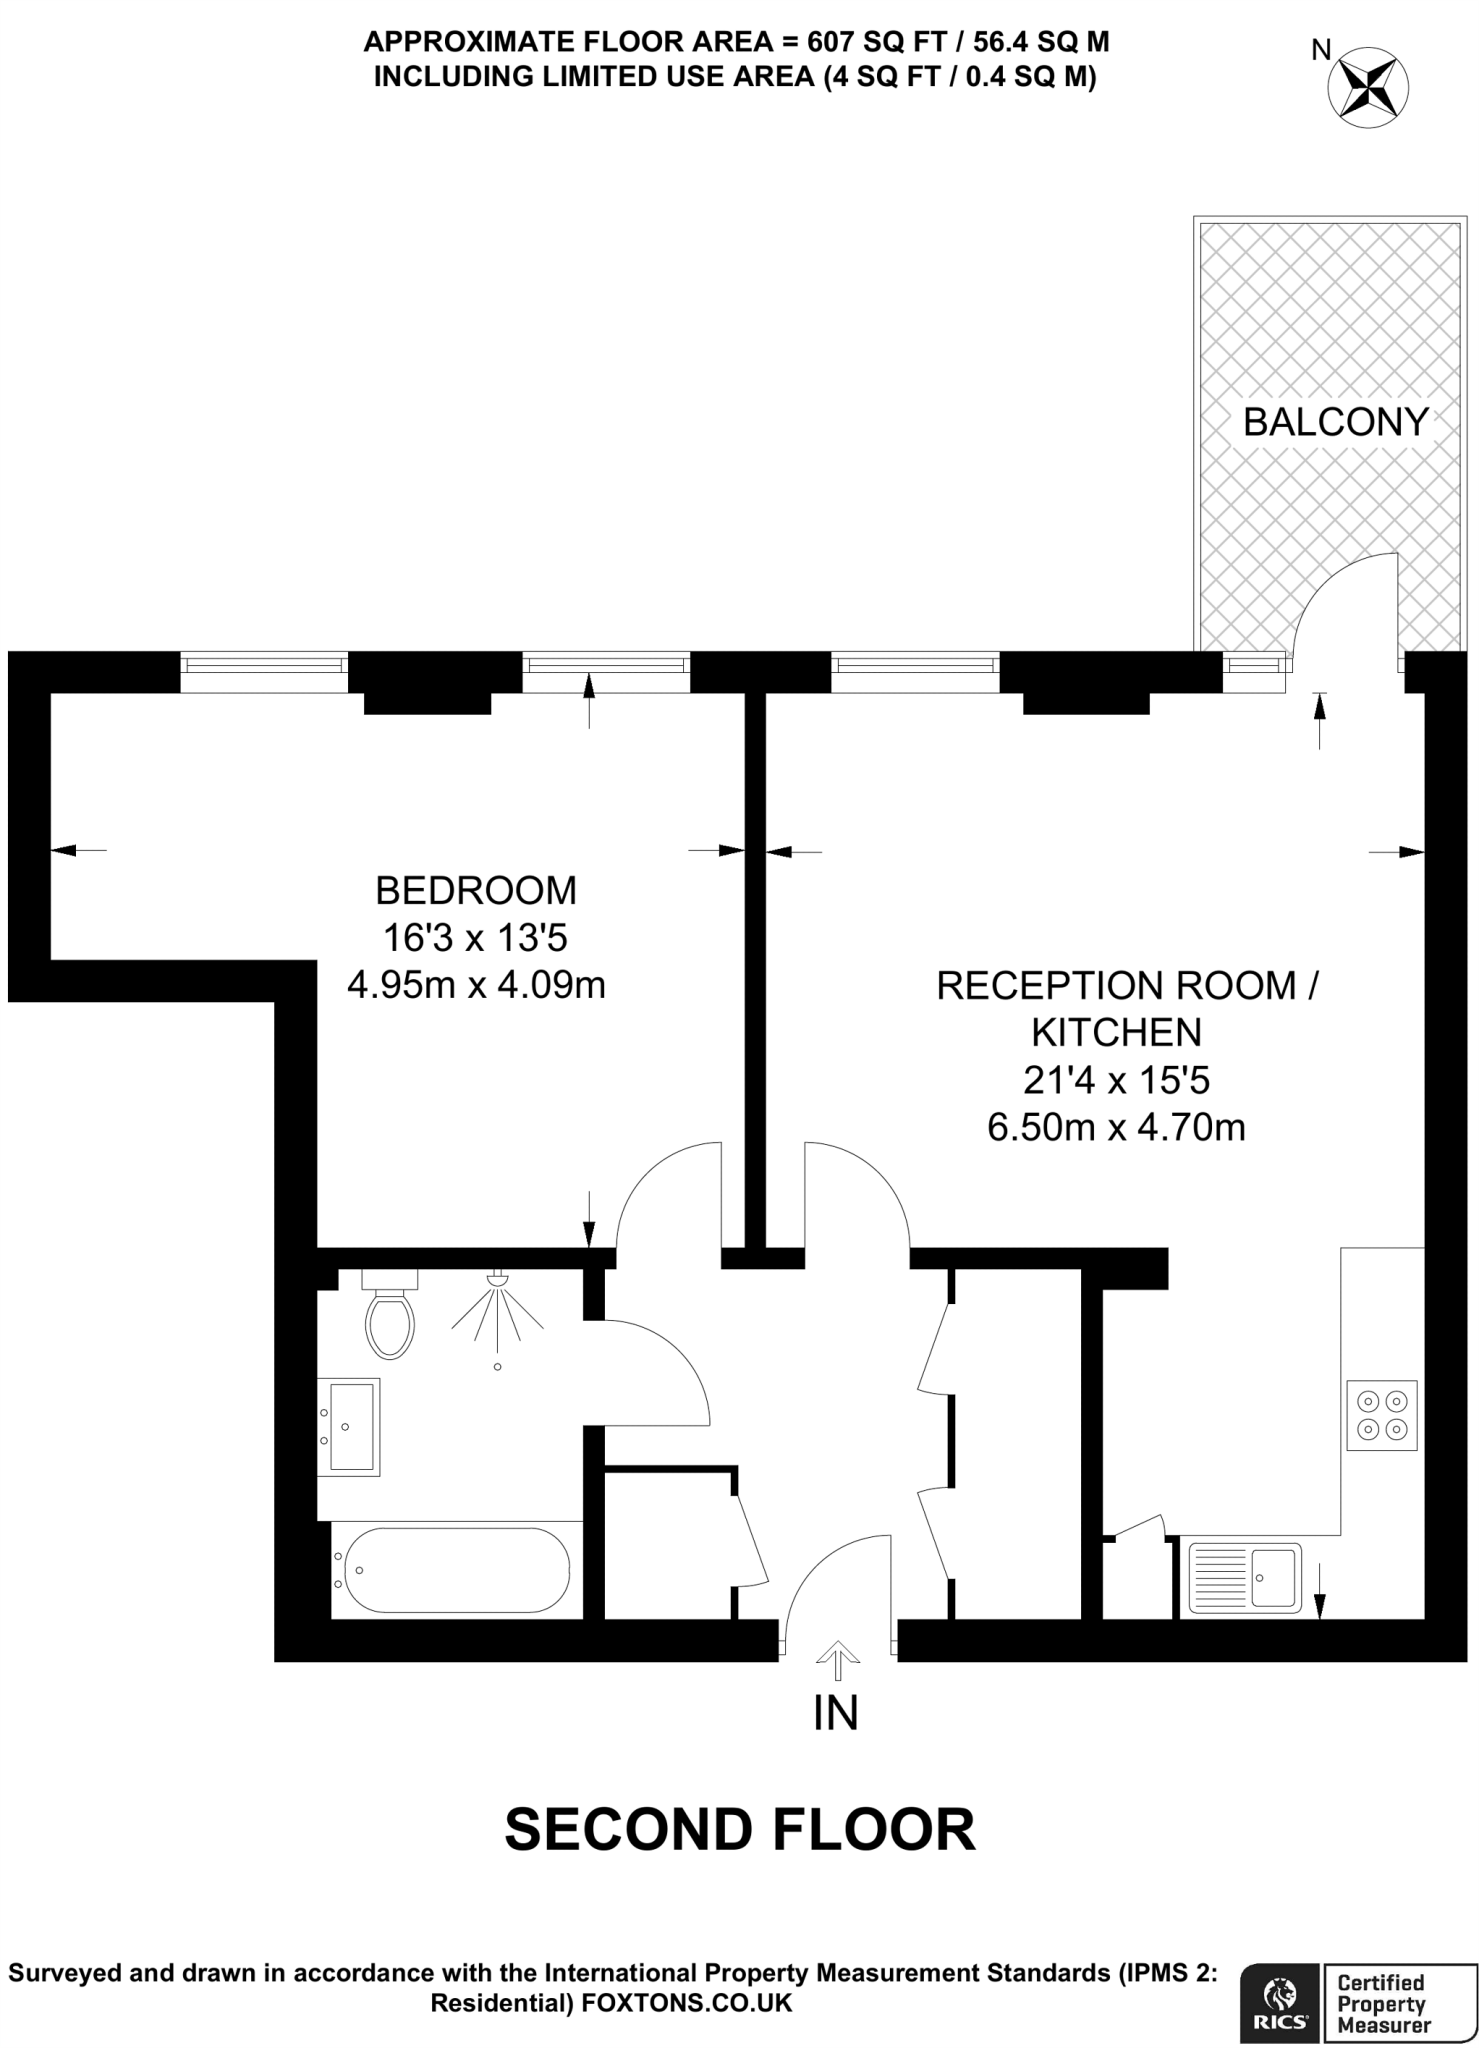 APPROXIMATE FLOOR AREA = 607 SQ FT / 56.4 SQ M
INCLUDING LIMITED USE AREA (4 SQ FT / 0.4 SQ M)
N
BALCONY
BEDROOM
16'3 x 13'5
4.95m x 4.09m
RECEPTION ROOM /
KITCHEN
21'4 x 15'5
6.50m x 4.70m
IN
SECOND FLOOR
Surveyed and drawn in accordance with the International Property Measurement Standards (IPMS 2:
Residential) FOXTONS.CO.UK
RICS
Certified
Property
Measurer